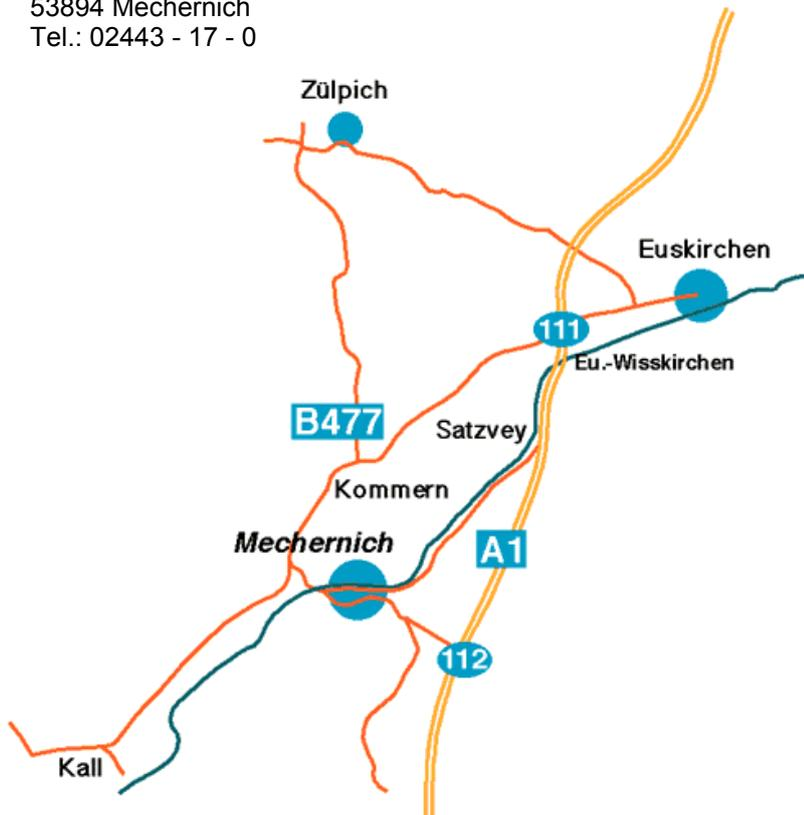 53894 Mechernich
Tel.: 02443 - 17 - 0
Zülpich
Euskirchen
111
Eu.-Wisskirchen
B477
Satzvey
Kommern
Mechernich
A1
112
Kall